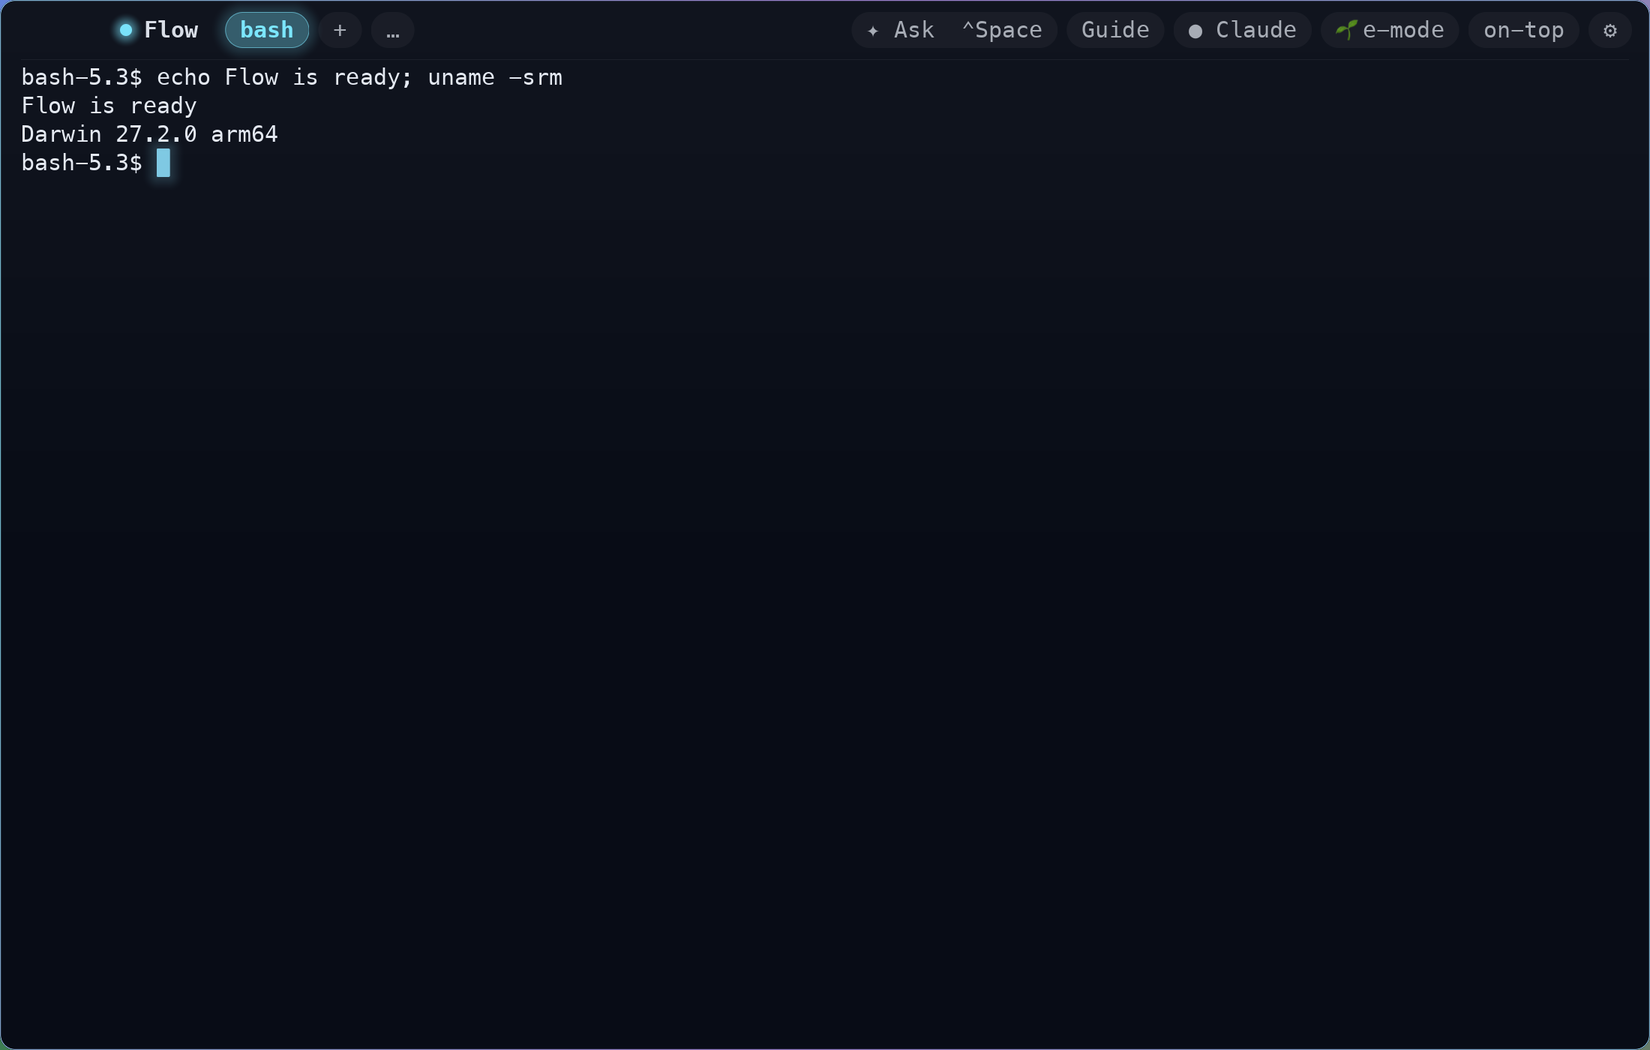 Flow bash + … ✦ Ask ^Space Guide ● Claude 🌱e-mode on-top ⚙
bash-5.3$ echo Flow is ready; uname -srm
Flow is ready
Darwin 27.2.0 arm64
bash-5.3$